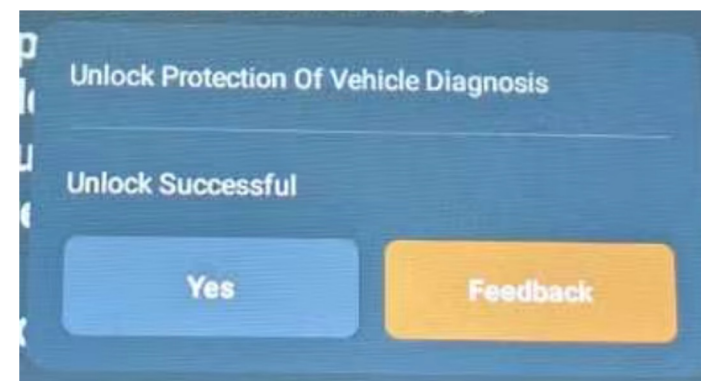 Unlock Protection Of Vehicle Diagnosis
Unlock Successful
Yes
Feedback